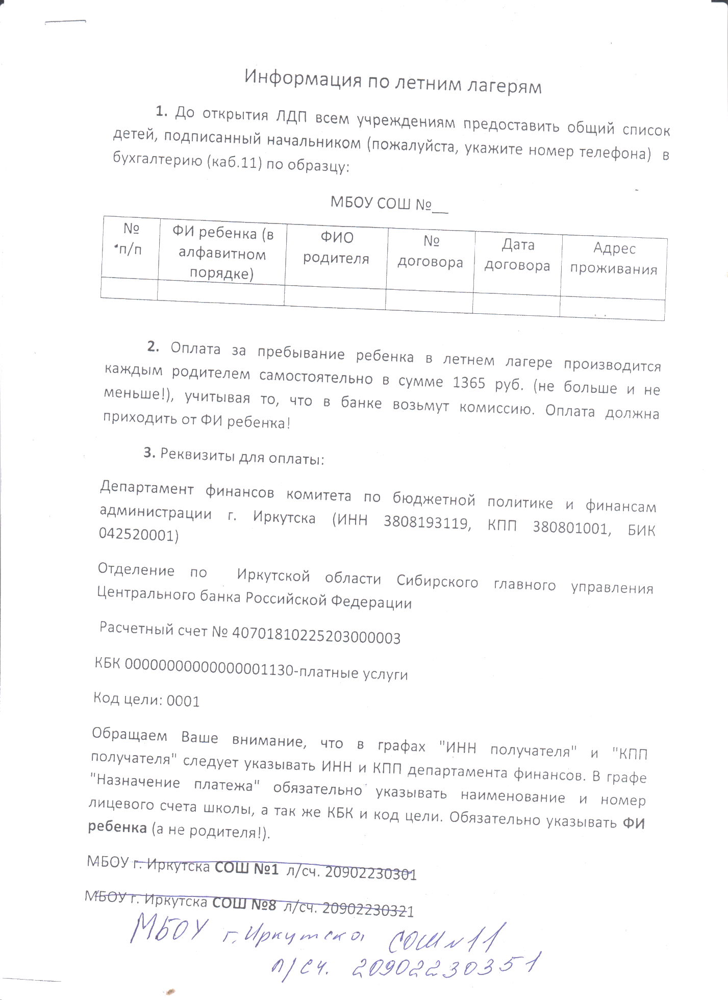 Информация по летним лагерям
1. До открытия ЛДП всем учреждениям предоставить общий список
детей, подписанный начальником (пожалуйста, укажите номер телефона) в
бухгалтерию (каб.11) по образцу:
МБОУ СОШ №__
№ п/п
ФИ ребенка (в алфавитном порядке)
ФИО родителя
№ договора
Дата договора
Адрес проживания
2. Оплата за пребывание ребенка в летнем лагере производится
каждым родителем самостоятельно в сумме 1365 руб. (не больше и не
меньше!), учитывая то, что в банке возьмут комиссию. Оплата должна
приходить от ФИ ребенка!
3. Реквизиты для оплаты:
Департамент финансов комитета по бюджетной политике и финансам
администрации г. Иркутска (ИНН 3808193119, КПП 380801001, БИК
042520001)
Отделение по Иркутской области Сибирского главного управления
Центрального банка Российской Федерации
Расчетный счет № 40701810225203000003
КБК 00000000000000001130-платные услуги
Код цели: 0001
Обращаем Ваше внимание, что в графах "ИНН получателя" и "КПП
получателя" следует указывать ИНН и КПП департамента финансов. В графе
"Назначение платежа" обязательно указывать наименование и номер
лицевого счета школы, а так же КБК и код цели. Обязательно указывать ФИ
ребенка (а не родителя!).
МБОУ г. Иркутска СОШ №1 л/сч. 20902230301
МБОУ г. Иркутска СОШ №8 л/сч. 20902230321
МБОУ г. Иркутска СОШ №11
л/сч. 20902230351